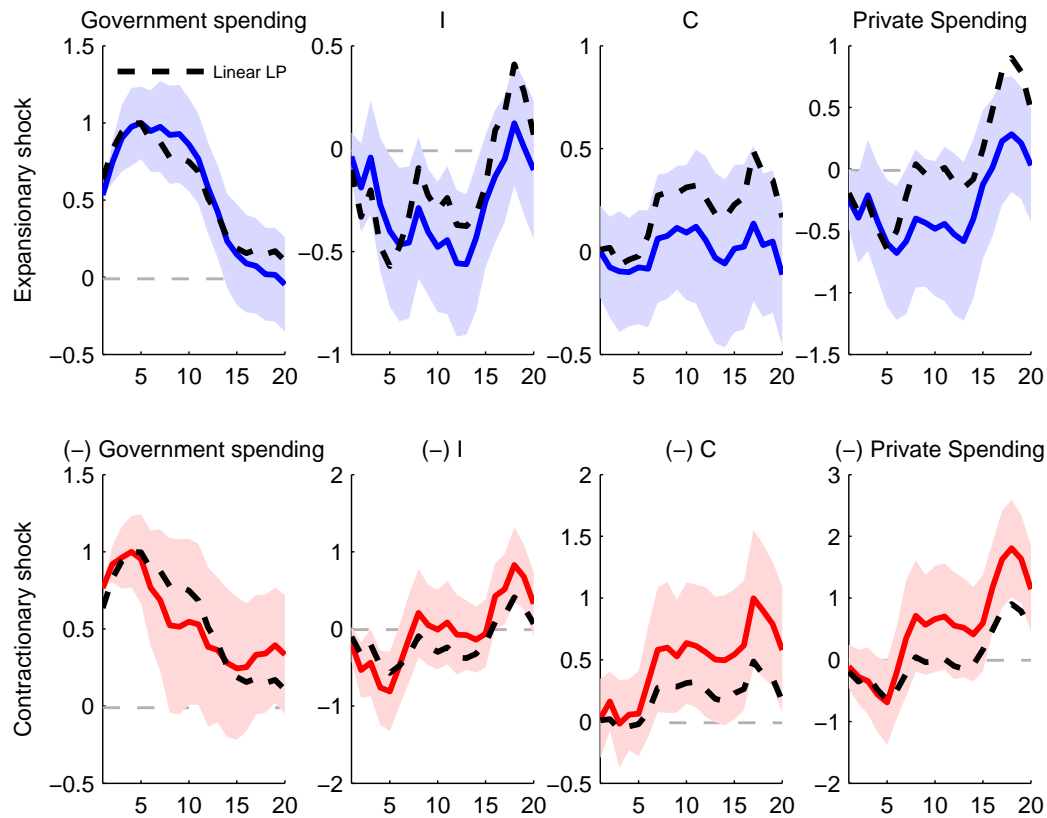 Government spending
I
C
Private Spending
Expansionary shock
1.5
1
0.5
0
−0.5
Linear LP
5 10 15 20
0.5
0
−0.5
−1
5 10 15 20
1
0.5
0
−0.5
5 10 15 20
1
0.5
0
−0.5
−1
−1.5
5 10 15 20
(−) Government spending
(−) I
(−) C
(−) Private Spending
Contractionary shock
1.5
1
0.5
0
−0.5
5 10 15 20
2
1
0
−1
−2
5 10 15 20
2
1.5
1
0.5
0
−0.5
5 10 15 20
3
2
1
0
−1
−2
5 10 15 20